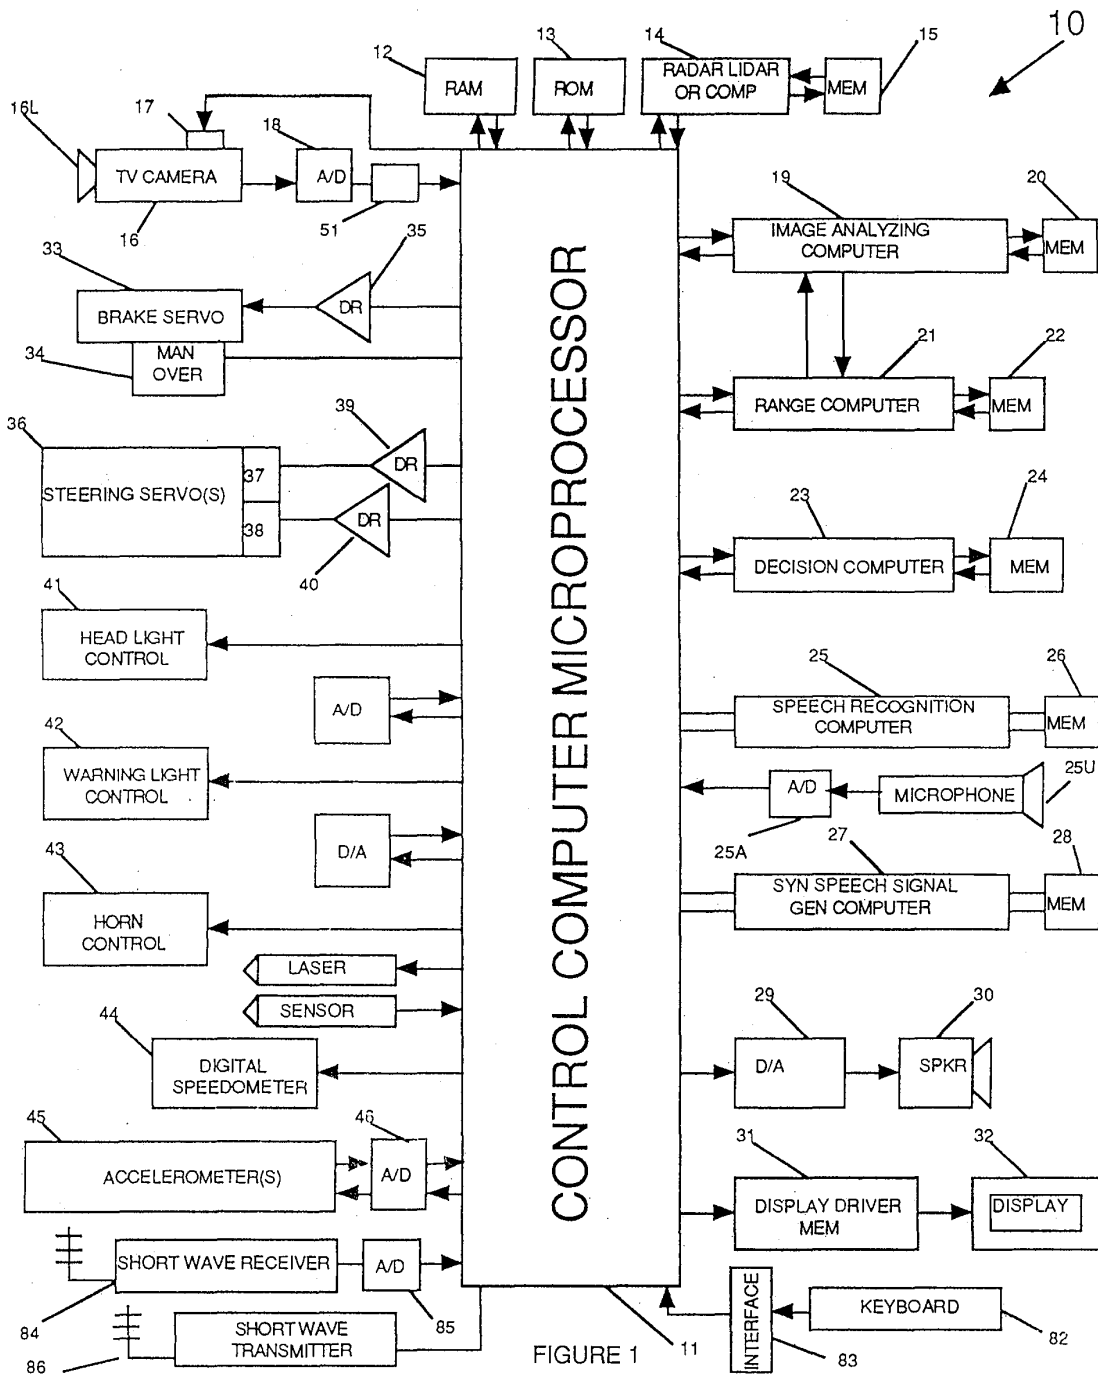 10
12
13
14
15
RAM
ROM
RADAR LIDAR
OR COMP
MEM
16L
17
18
TV CAMERA
A/D
16
51
19
20
IMAGE ANALYZING
COMPUTER
MEM
33
35
BRAKE SERVO
DR
34
MAN
OVER
21
22
RANGE COMPUTER
MEM
36
39
STEERING SERVO(S)
37
38
DR
DR
40
23
24
DECISION COMPUTER
MEM
CONTROL COMPUTER MICROPROCESSOR
41
HEAD LIGHT
CONTROL
A/D
25
26
SPEECH RECOGNITION
COMPUTER
MEM
42
WARNING LIGHT
CONTROL
A/D
MICROPHONE
25U
25A
D/A
43
HORN
CONTROL
27
28
SYN SPEECH SIGNAL
GEN COMPUTER
MEM
LASER
SENSOR
44
DIGITAL
SPEEDOMETER
29
30
D/A
SPKR
45
46
ACCELEROMETER(S)
A/D
31
32
DISPLAY DRIVER
MEM
DISPLAY
SHORT WAVE RECEIVER
A/D
84
85
SHORT WAVE
TRANSMITTER
86
11
INTERFACE
KEYBOARD
83
82
FIGURE 1